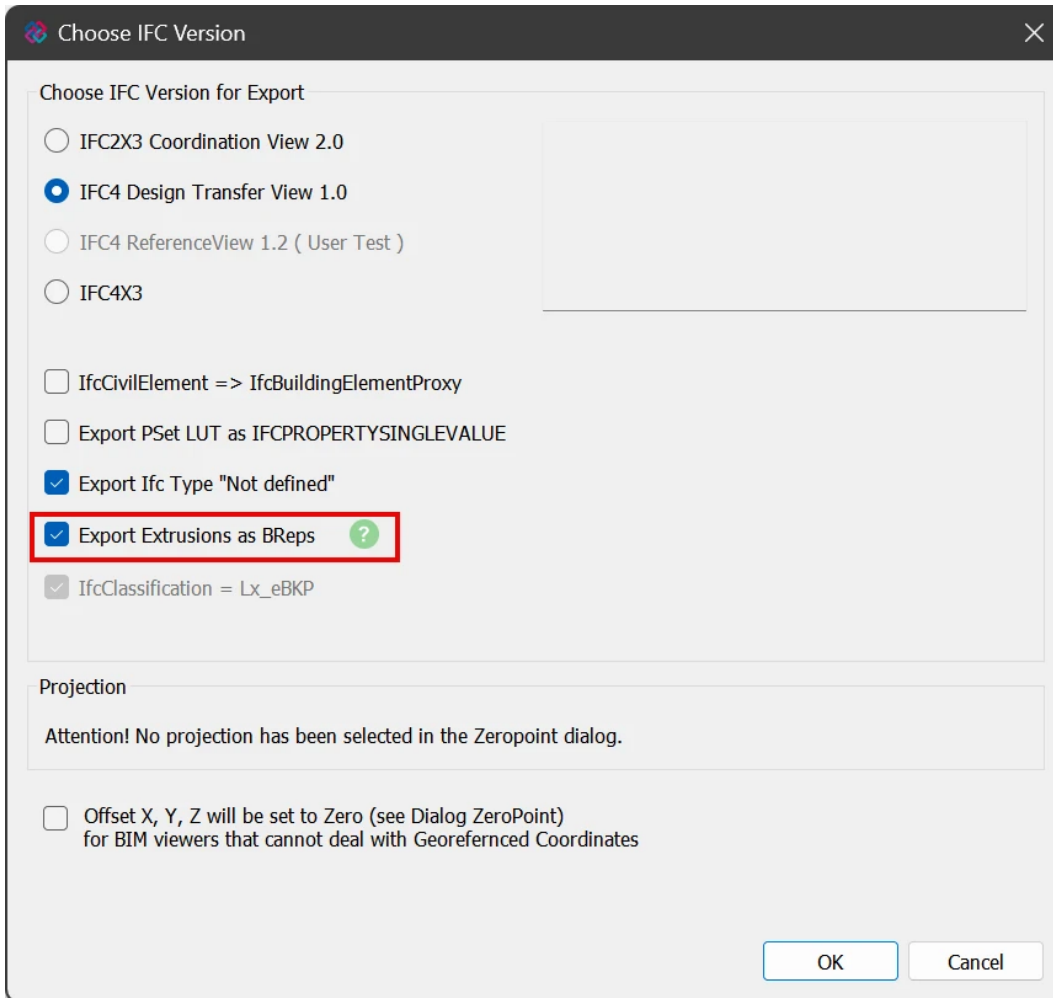 Choose IFC Version
Choose IFC Version for Export
IFC2X3 Coordination View 2.0
IFC4 Design Transfer View 1.0
IFC4 ReferenceView 1.2 ( User Test )
IFC4X3
IfcCivilElement => IfcBuildingElementProxy
Export PSet LUT as IFCPROPERTYSINGLEVALUE
Export Ifc Type "Not defined"
Export Extrusions as BReps ?
IfcClassification = Lx_eBKP
Projection
Attention! No projection has been selected in the Zeropoint dialog.
Offset X, Y, Z will be set to Zero (see Dialog ZeroPoint)
for BIM viewers that cannot deal with Georefernced Coordinates
OK Cancel